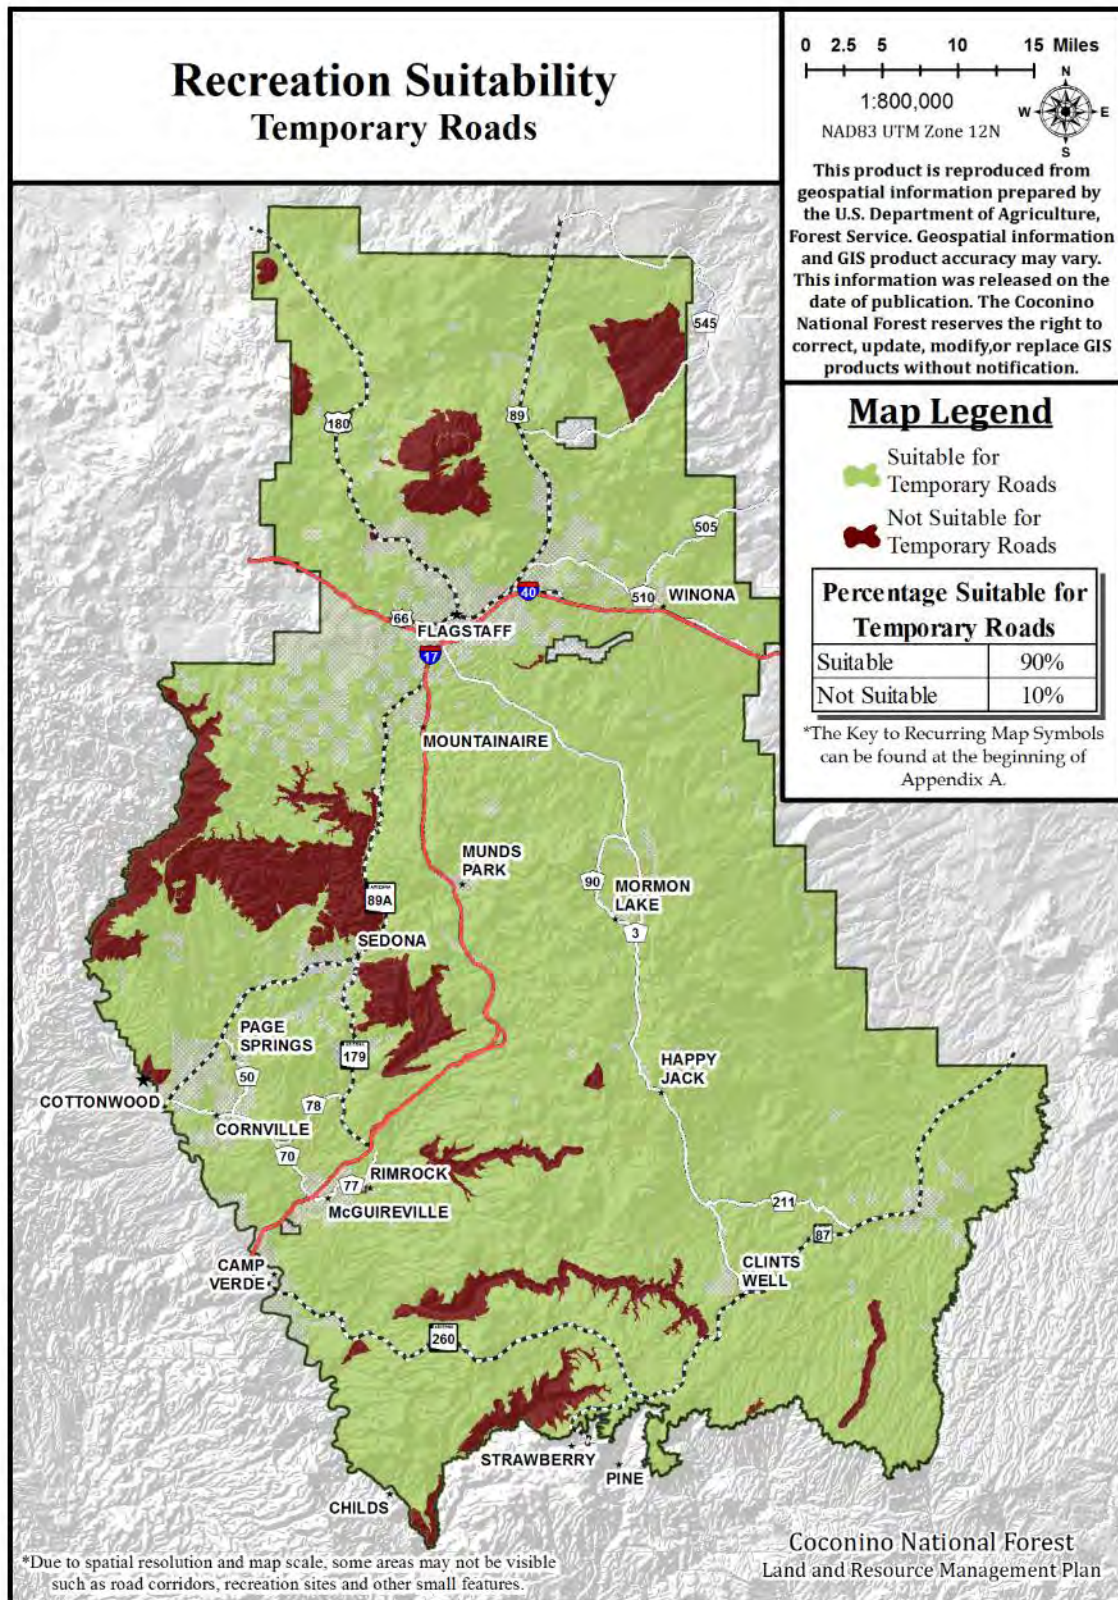 Recreation Suitability
Temporary Roads
0 2.5 5 10 15 Miles
1:800,000
NAD83 UTM Zone 12N
N
W E
S
This product is reproduced from
geospatial information prepared by
the U.S. Department of Agriculture,
Forest Service. Geospatial information
and GIS product accuracy may vary.
This information was released on the
date of publication. The Coconino
National Forest reserves the right to
correct, update, modify,or replace GIS
products without notification.
Map Legend
Suitable for
Temporary Roads
Not Suitable for
Temporary Roads
Percentage Suitable for
Temporary Roads
Suitable 90%
Not Suitable 10%
*The Key to Recurring Map Symbols
can be found at the beginning of
Appendix A.
545
180
89
505
40
510
WINONA
66
FLAGSTAFF
17
MOUNTAINAIRE
MUNDS
PARK
90
MORMON
LAKE
89A
3
SEDONA
PAGE
SPRINGS
179
HAPPY
JACK
50
COTTONWOOD
78
CORNVILLE
70
RIMROCK
77
McGUIREVILLE
211
87
CAMP
VERDE
CLINTS
WELL
260
STRAWBERRY
PINE
CHILDS
*Due to spatial resolution and map scale, some areas may not be visible
such as road corridors, recreation sites and other small features.
Coconino National Forest
Land and Resource Management Plan